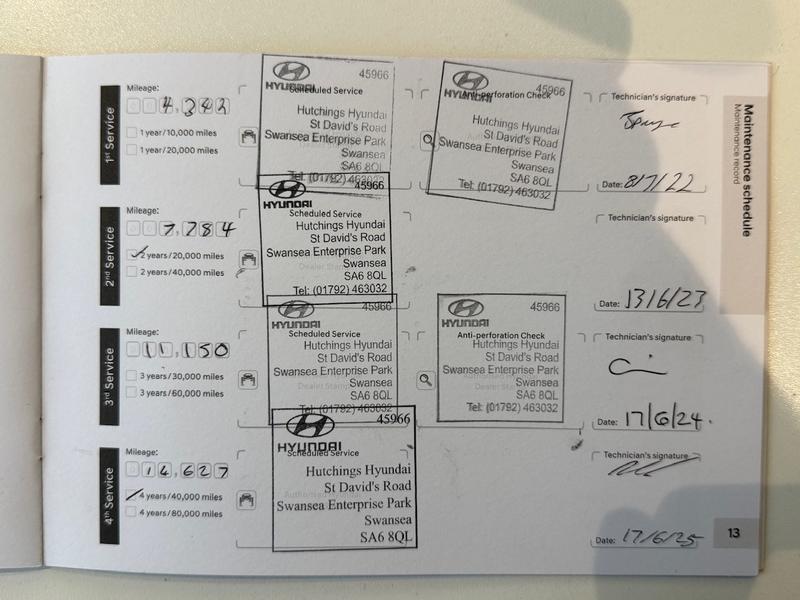 Maintenance schedule
Maintenance record
1st Service
Mileage:
4,342
1 year/10,000 miles
1 year/20,000 miles
45966
HYUNDAI
Scheduled Service
Hutchings Hyundai
St David's Road
Swansea Enterprise Park
Swansea
SA6 8QL
Tel: (01792) 463032
45966
HYUNDAI
Anti-perforation Check
Hutchings Hyundai
St David's Road
Swansea Enterprise Park
Swansea
SA6 8QL
Tel: (01792) 463032
Technician's signature
Date: 8/7/22
2nd Service
Mileage:
7,784
2 years/20,000 miles
2 years/40,000 miles
45966
HYUNDAI
Scheduled Service
Hutchings Hyundai
St David's Road
Swansea Enterprise Park
Swansea
SA6 8QL
Tel: (01792) 463032
Technician's signature
Date: 13/6/23
3rd Service
Mileage:
11,150
3 years/30,000 miles
3 years/60,000 miles
45966
HYUNDAI
Scheduled Service
Hutchings Hyundai
St David's Road
Swansea Enterprise Park
Swansea
SA6 8QL
Tel: (01792) 463032
45966
HYUNDAI
Anti-perforation Check
Hutchings Hyundai
St David's Road
Swansea Enterprise Park
Swansea
SA6 8QL
Tel: (01792) 463032
Technician's signature
Date: 17/6/24.
4th Service
Mileage:
14,627
4 years/40,000 miles
4 years/80,000 miles
45966
HYUNDAI
Scheduled Service
Hutchings Hyundai
St David's Road
Swansea Enterprise Park
Swansea
SA6 8QL
Technician's signature
Date: 17/6/25
13